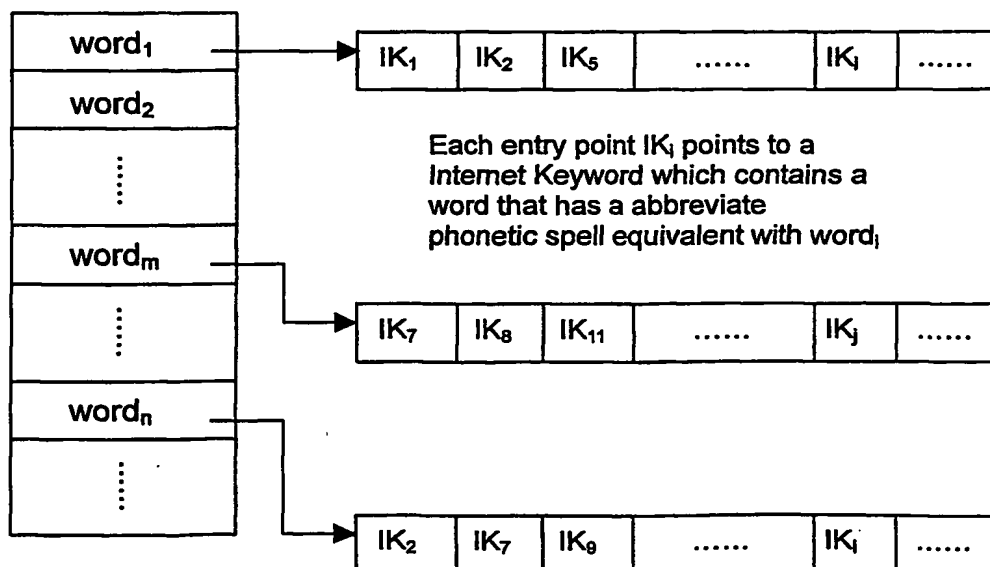 word₁
IK₁ IK₂ IK₅ ...... IKᵢ ......
word₂
⋮
Each entry point IKᵢ points to a
Internet Keyword which contains a
word that has a abbreviate
phonetic spell equivalent with wordᵢ
wordₘ
IK₇ IK₈ IK₁₁ ...... IKⱼ ......
⋮
wordₙ
⋮
IK₂ IK₇ IK₉ ...... IKᵢ ......